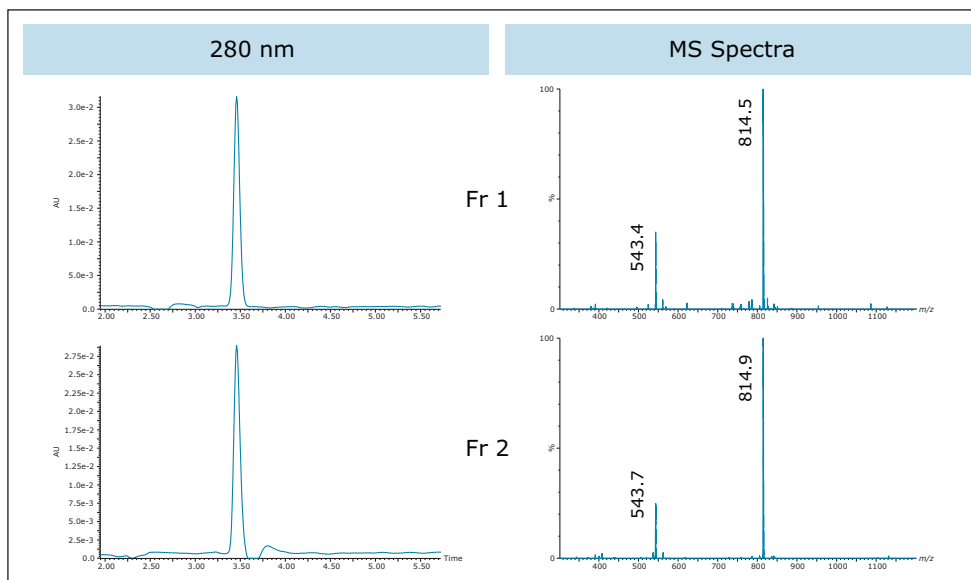 280 nm
MS Spectra
3.0e-2
2.5e-2
2.0e-2
AU
1.5e-2
1.0e-2
5.0e-3
0.0
2.00 2.50 3.00 3.50 4.00 4.50 5.00 5.50
Fr 1
100
%
0
543.4
814.5
400 500 600 700 800 900 1000 1100 m/z
2.75e-2
2.5e-2
2.25e-2
2.0e-2
1.75e-2
1.5e-2
AU
1.25e-2
1.0e-2
7.5e-3
5.0e-3
2.5e-3
0.0
2.00 2.50 3.00 3.50 4.00 4.50 5.00 5.50 Time
Fr 2
100
%
0
543.7
814.9
400 500 600 700 800 900 1000 1100 m/z